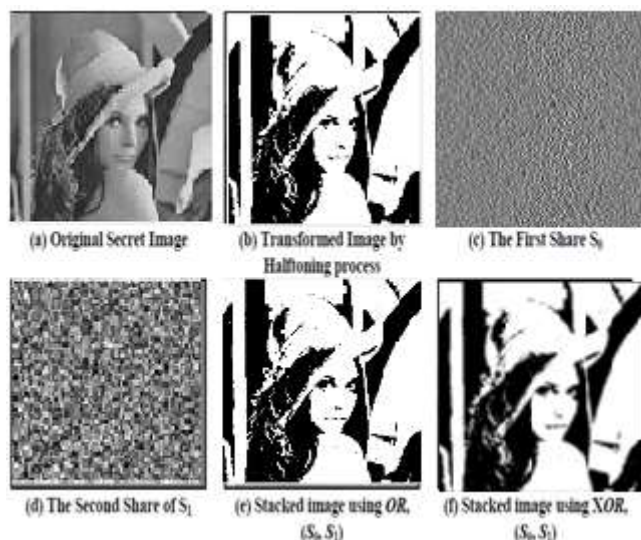 (a) Original Secret Image
(b) Transformed Image by
Halftoning process
(c) The First Share S₀
(d) The Second Share of S₁
(e) Stacked image using OR,
(S₀, S₁)
(f) Stacked image using XOR,
(S₀, S₁)